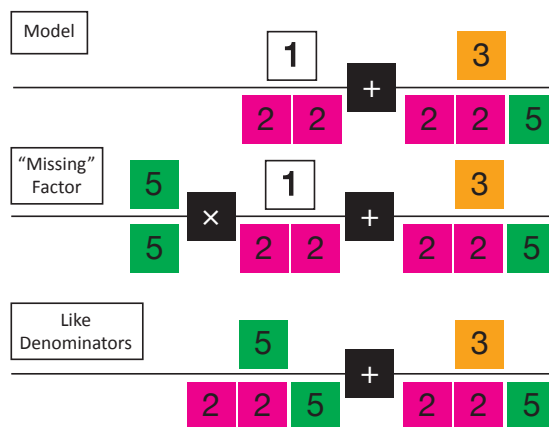 Model
1 + 3
2 2 2 2 5
“Missing”
Factor
5 × 1 + 3
5 2 2 2 2 5
Like
Denominators
5 + 3
2 2 5 2 2 5